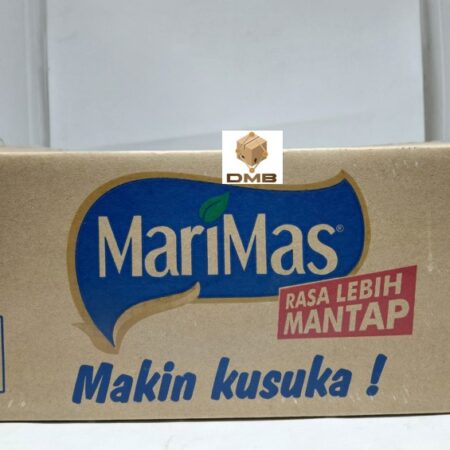 DMB
MariMas®
RASA LEBIH
MANTAP
Makin kusuka !